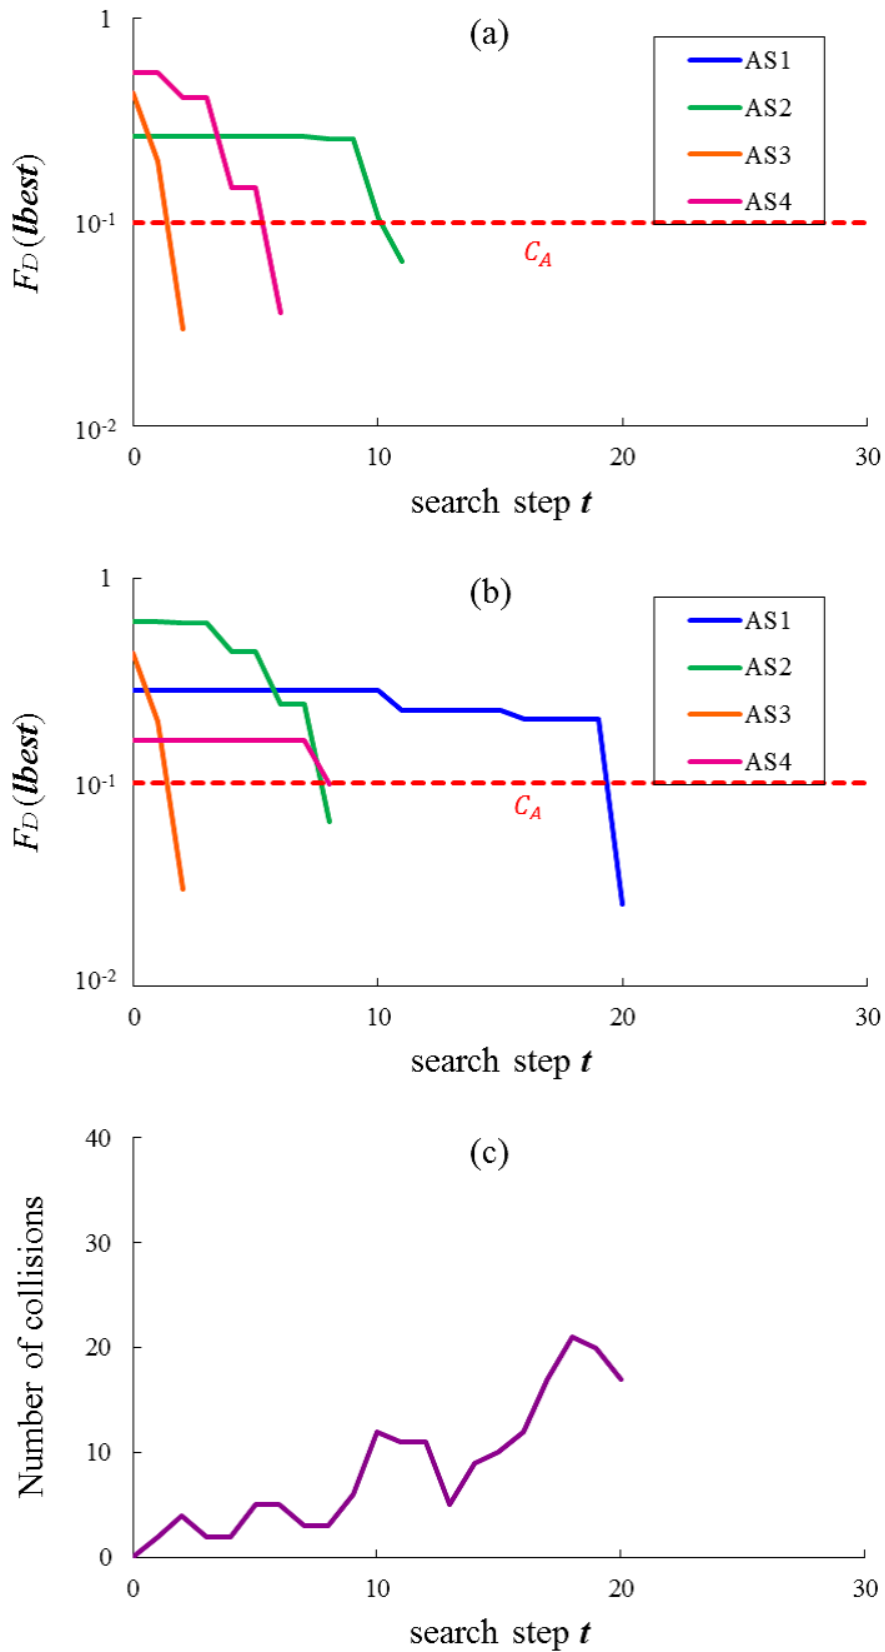 (a)
1
10-1
10-2
F_D(lbest)
AS1
AS2
AS3
AS4
C_A
0 10 20 30
search step t
(b)
1
10-1
10-2
F_D(lbest)
AS1
AS2
AS3
AS4
C_A
0 10 20 30
search step t
(c)
40
30
20
10
0
Number of collisions
0 10 20 30
search step t